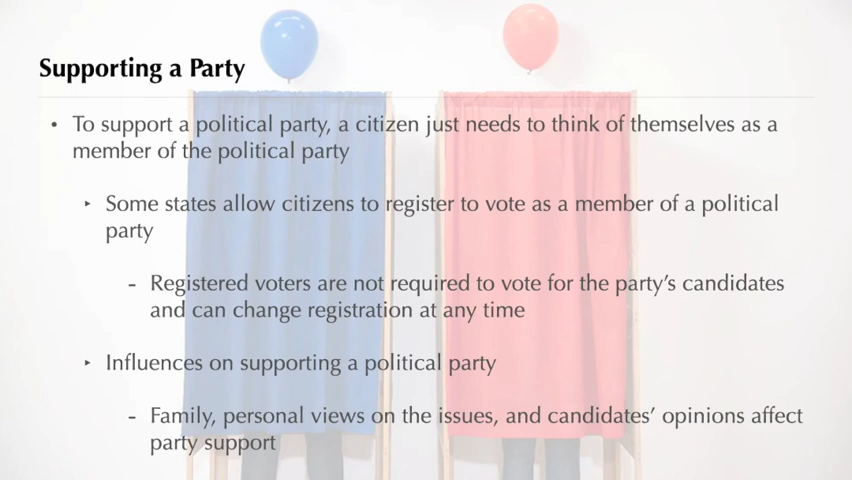 Supporting a Party
• To support a political party, a citizen just needs to think of themselves as a
member of the political party
‣ Some states allow citizens to register to vote as a member of a political
party
- Registered voters are not required to vote for the party’s candidates
and can change registration at any time
‣ Influences on supporting a political party
- Family, personal views on the issues, and candidates’ opinions affect
party support